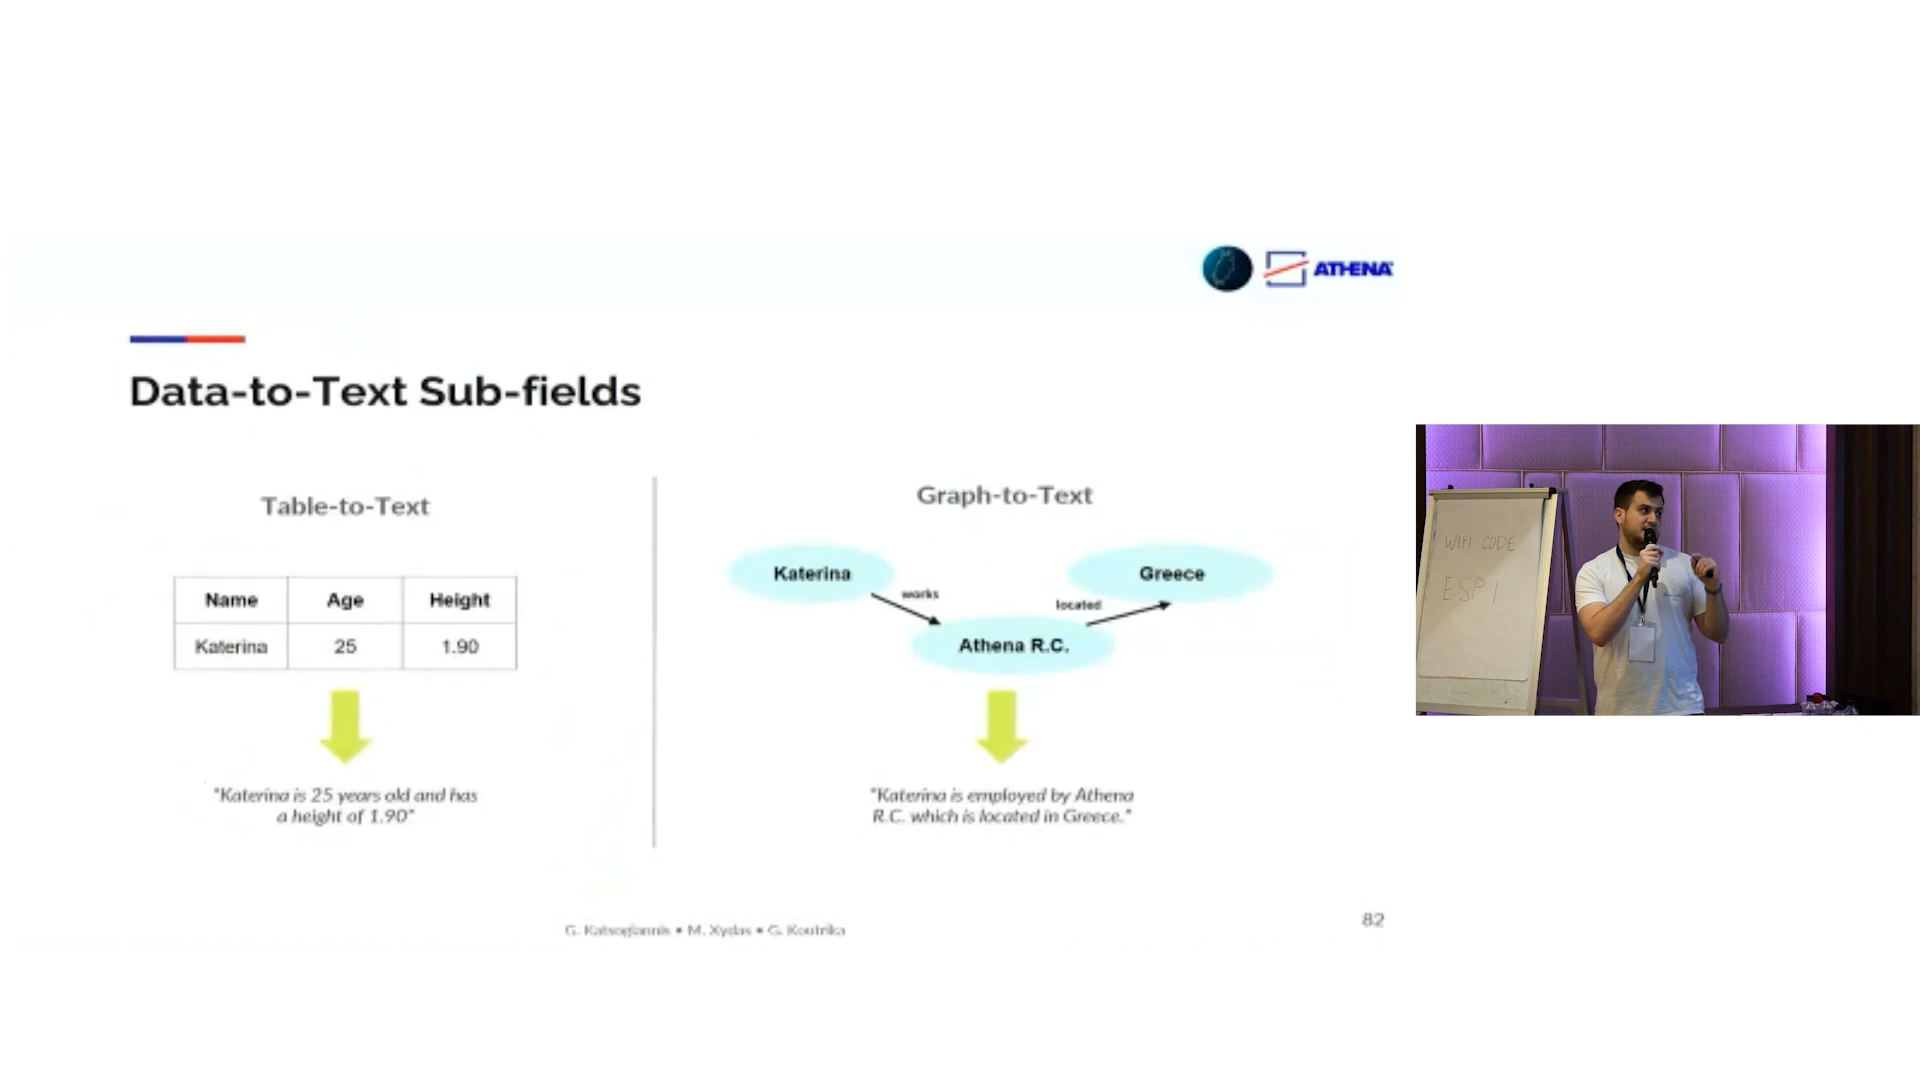 ATHENA
Data-to-Text Sub-fields
Table-to-Text
Name Age Height
Katerina 25 1.90
"Katerina is 25 years old and has
a height of 1.90"
Graph-to-Text
Katerina
works
Athena R.C.
located
Greece
"Katerina is employed by Athena
R.C. which is located in Greece."
G. Katsogiannis • M. Xydas • G. Koutrika
82
WIFI CODE
ESP1